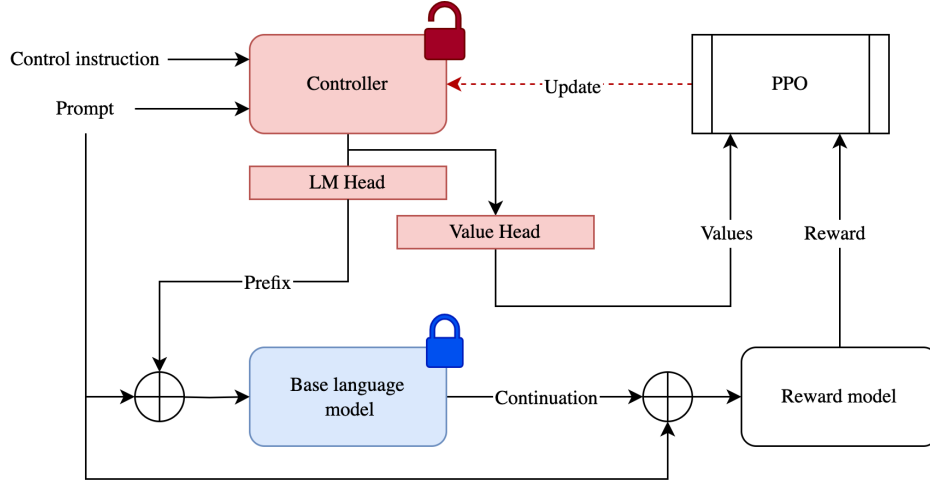 Control instruction
Controller
PPO
Update
Prompt
LM Head
Value Head
Values
Reward
Prefix
Base language
model
Continuation
Reward model